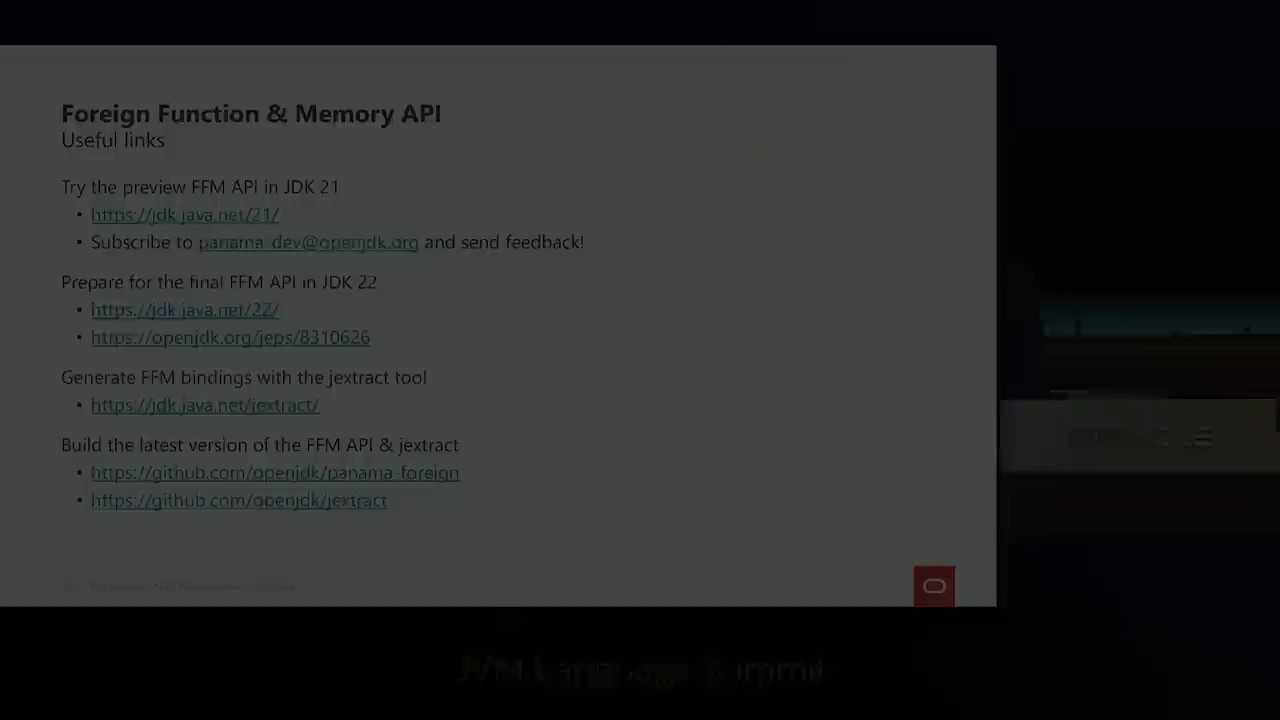 Foreign Function & Memory API
Useful links
Try the preview FFM API in JDK 21
• https://jdk.java.net/21/
• Subscribe to panama-dev@openjdk.org and send feedback!
Prepare for the final FFM API in JDK 22
• https://jdk.java.net/22/
• https://openjdk.org/jeps/8310626
Generate FFM bindings with the jextract tool
• https://jdk.java.net/jextract/
Build the latest version of the FFM API & jextract
• https://github.com/openjdk/panama-foreign
• https://github.com/openjdk/jextract
ORACLE
JVM Language Summit